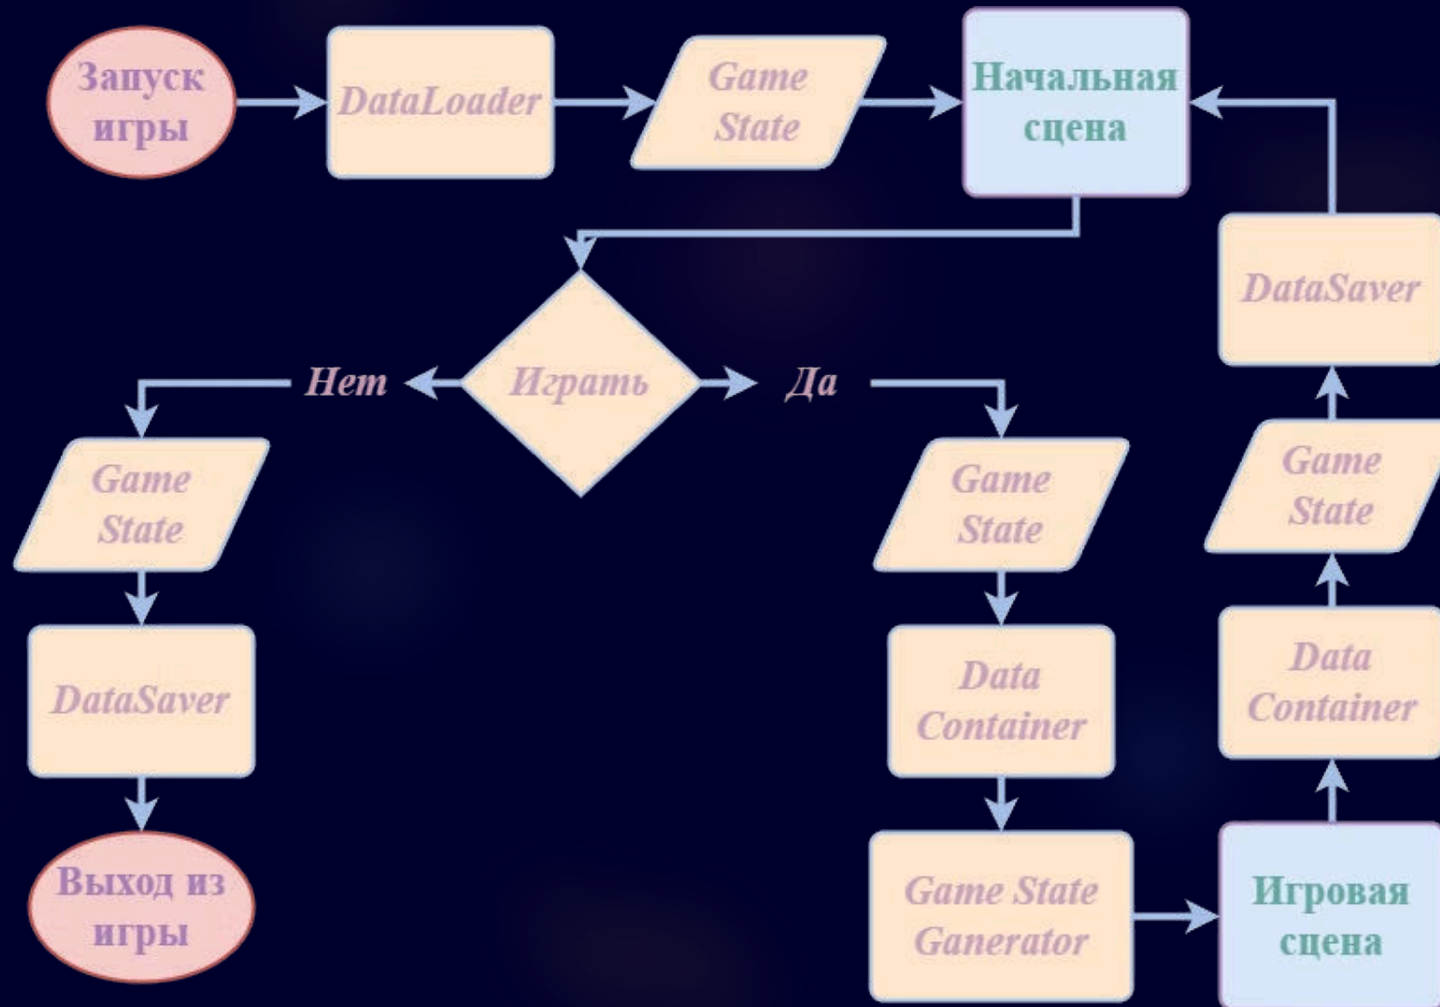 Запуск
игры
DataLoader
Game
State
Начальная
сцена
DataSaver
Нет
Играть
Да
Game
State
Game
State
Game
State
DataSaver
Data
Container
Data
Container
Выход из
игры
Game State
Ganerator
Игровая
сцена